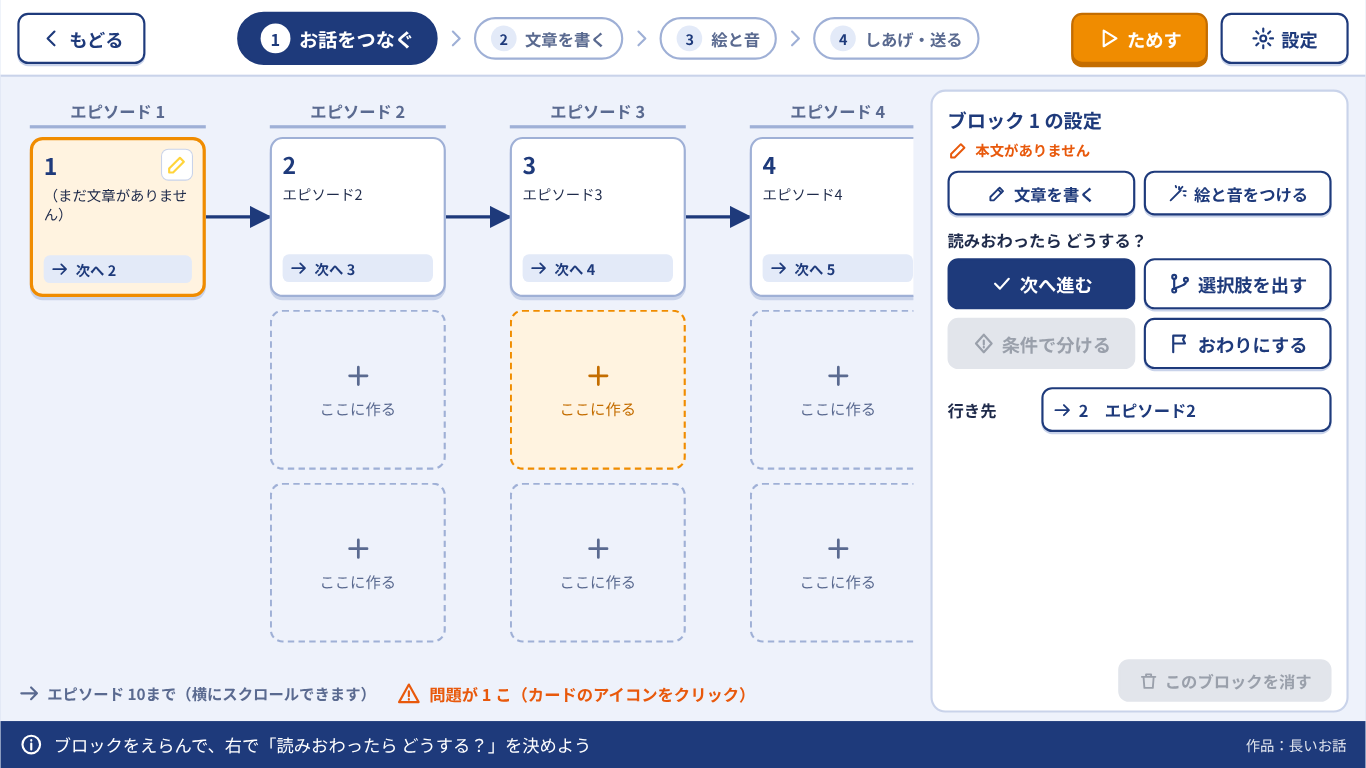 もどる
1 お話をつなぐ
2 文章を書く
3 絵と音
4 しあげ・送る
ためす
設定
エピソード 1
エピソード 2
エピソード 3
エピソード 4
1
（まだ文章がありませ
ん）
次へ 2
2
エピソード2
次へ 3
3
エピソード3
次へ 4
4
エピソード4
次へ 5
ここに作る
ここに作る
ここに作る
ここに作る
ここに作る
ここに作る
エピソード 10まで（横にスクロールできます）
問題が 1 こ（カードのアイコンをクリック）
ブロック 1 の設定
本文がありません
文章を書く
絵と音をつける
読みおわったら どうする？
次へ進む
選択肢を出す
条件で分ける
おわりにする
行き先
2 エピソード2
このブロックを消す
ブロックをえらんで、右で「読みおわったら どうする？」を決めよう
作品：長いお話